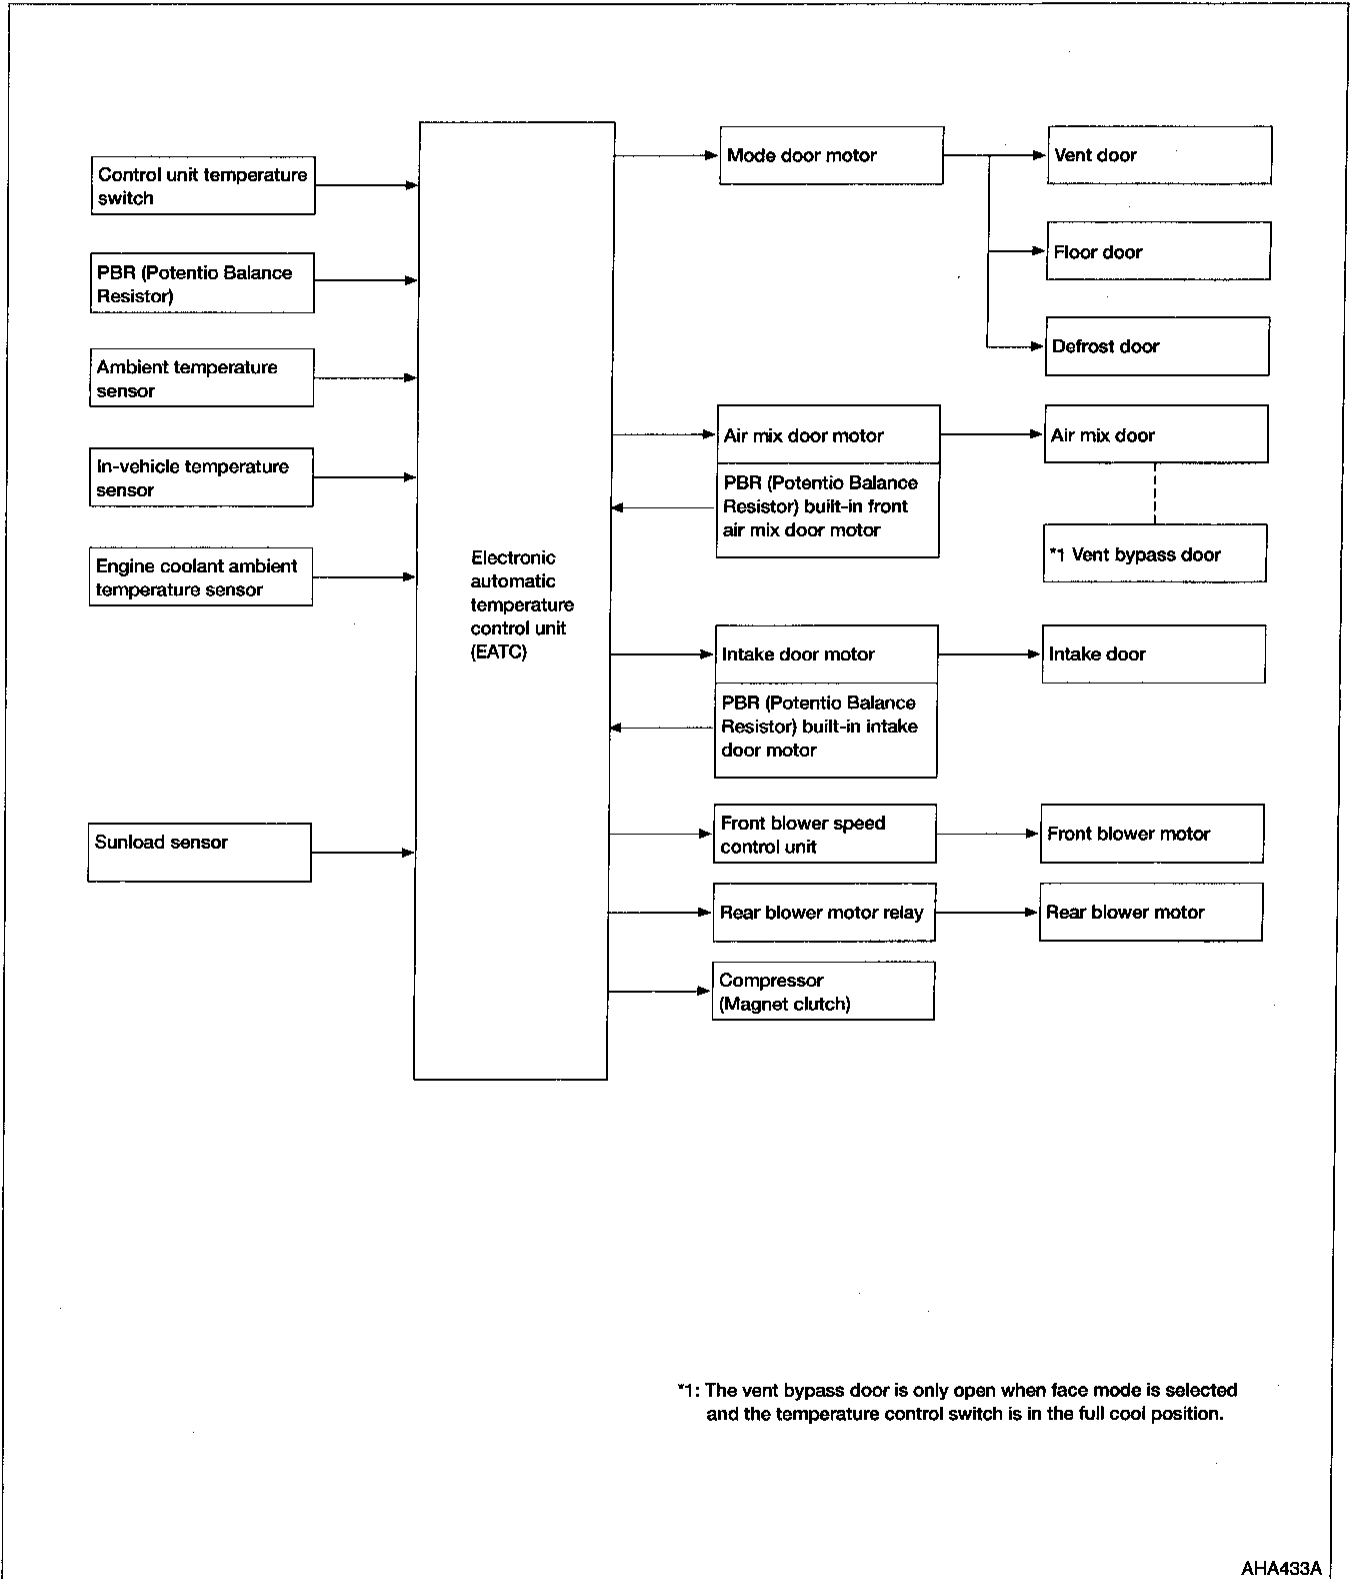 Control unit temperature
switch
PBR (Potentio Balance
Resistor)
Ambient temperature
sensor
In-vehicle temperature
sensor
Engine coolant ambient
temperature sensor
Sunload sensor
Electronic
automatic
temperature
control unit
(EATC)
Mode door motor
Vent door
Floor door
Defrost door
Air mix door motor
Air mix door
PBR (Potentio Balance
Resistor) built-in front
air mix door motor
*1 Vent bypass door
Intake door motor
Intake door
PBR (Potentio Balance
Resistor) built-in intake
door motor
Front blower speed
control unit
Front blower motor
Rear blower motor relay
Rear blower motor
Compressor
(Magnet clutch)
*1: The vent bypass door is only open when face mode is selected
and the temperature control switch is in the full cool position.
AHA433A